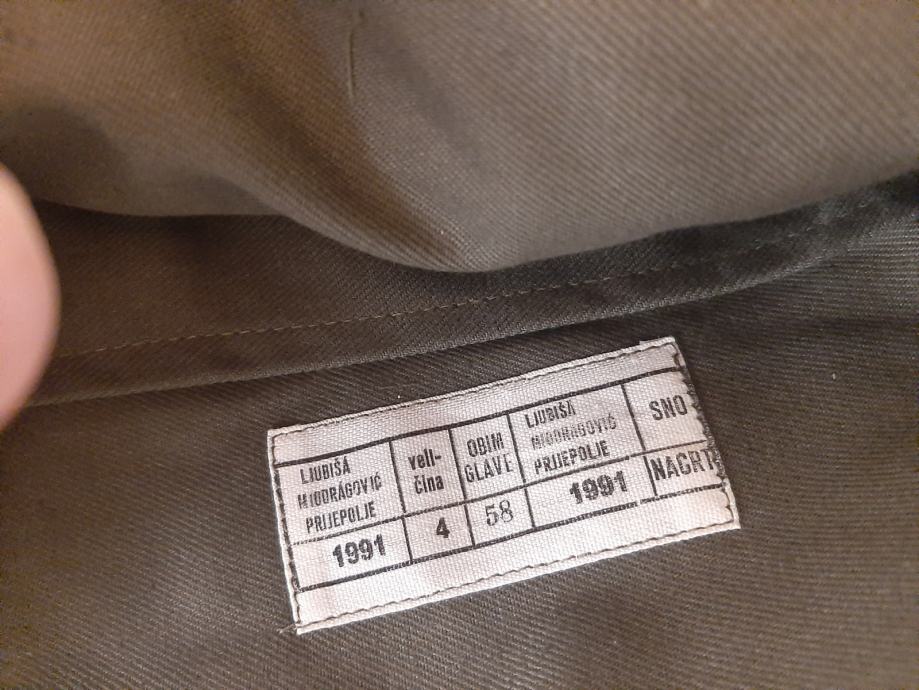 LJUBIŠA
MIODRAGOVIĆ
PRIJEPOLJE
1991
veli-
čina
4
OBIM
GLAVE
58
LJUBIŠA
MIODRAGOVIĆ
PRIJEPOLJE
1991
SNO
NACRT